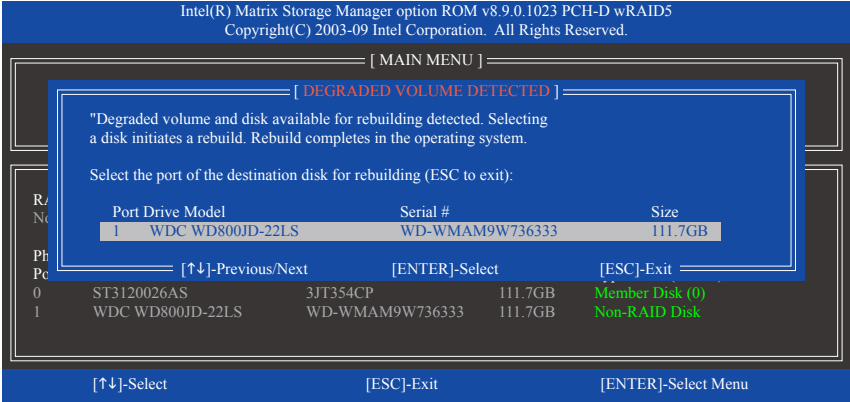 Intel(R) Matrix Storage Manager option ROM v8.9.0.1023 PCH-D wRAID5
Copyright(C) 2003-09 Intel Corporation.  All Rights Reserved.
[ MAIN MENU ]
[ DEGRADED VOLUME DETECTED ]
"Degraded volume and disk available for rebuilding detected. Selecting
a disk initiates a rebuild. Rebuild completes in the operating system.
Select the port of the destination disk for rebuilding (ESC to exit):
Port Drive Model Serial # Size
1 WDC WD800JD-22LS WD-WMAM9W736333 111.7GB
[↑↓]-Previous/Next [ENTER]-Select [ESC]-Exit
0 ST3120026AS 3JT354CP 111.7GB Member Disk (0)
1 WDC WD800JD-22LS WD-WMAM9W736333 111.7GB Non-RAID Disk
[↑↓]-Select [ESC]-Exit [ENTER]-Select Menu